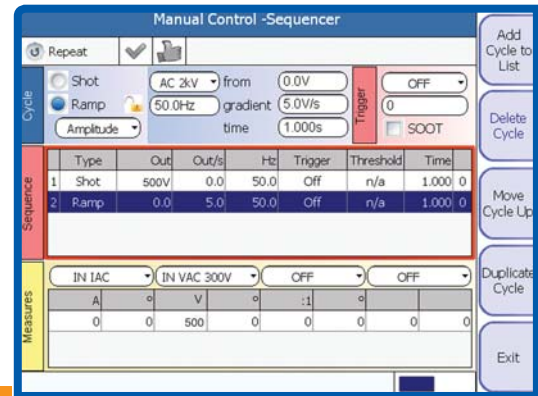 Manual Control -Sequencer
Repeat
Cycle
Shot
Ramp
Amplitude
AC 2kV
50.0Hz
from
gradient
time
0.0V
5.0V/s
1.000s
Trigger
OFF
0
SOOT
Sequence
Type Out Out/s Hz Trigger Threshold Time
1 Shot 500V 0.0 50.0 Off n/a 1.000 0
2 Ramp 0.0 5.0 50.0 Off n/a 1.000 0
Measures
IN IAC IN VAC 300V OFF OFF
A ° V ° :1 °
0 0 500 0 0 0 0 0
Add
Cycle to
List
Delete
Cycle
Move
Cycle Up
Duplicate
Cycle
Exit